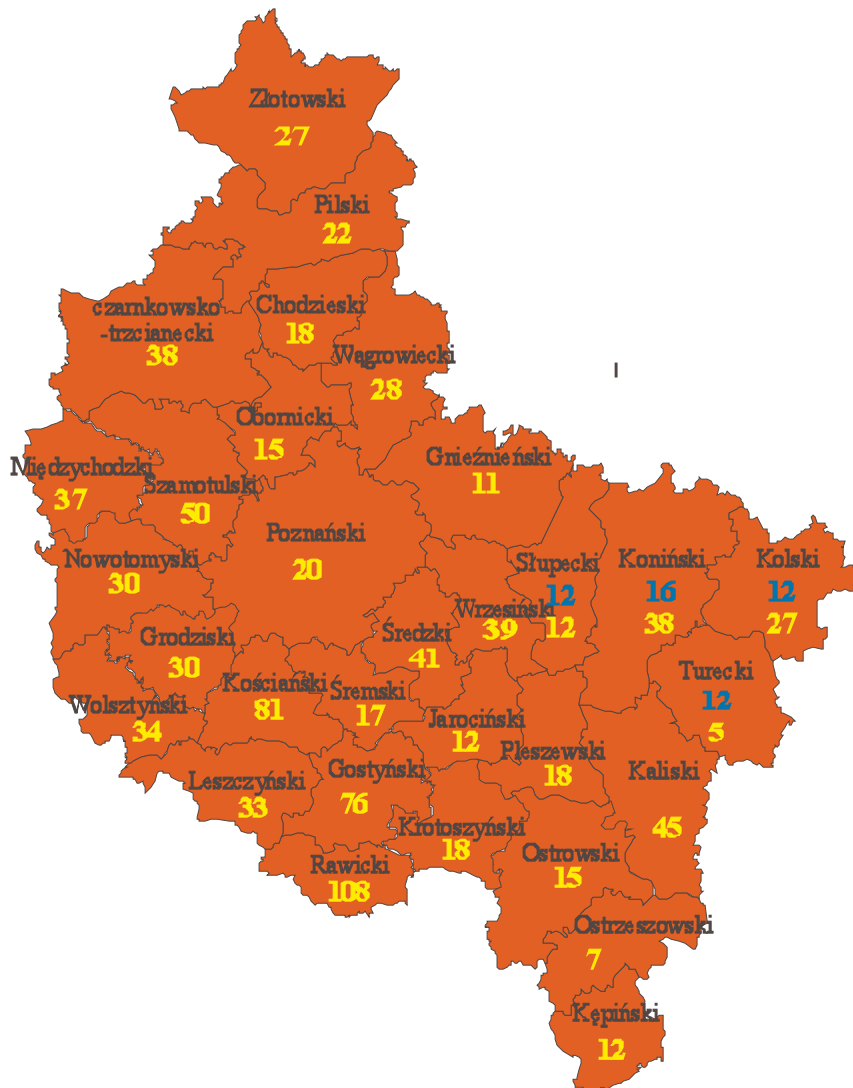 Złotowski
27
Pilski
22
czarnkowsko
-trzcianecki
38
Chodzieski
18
Wągrowiecki
28
I
Obornicki
15
Międzychodzki
37
Szamotulski
50
Gnieźnieński
11
Poznański
20
Nowotomyski
30
Słupecki
12
12
Koniński
16
38
Kolski
12
27
Wrzesiński
39
Średzki
41
Grodziski
30
Kościański
81
Śremski
17
Wolsztyński
34
Turecki
12
5
Jarociński
12
Pleszewski
18
Kaliski
45
Leszczyński
33
Gostyński
76
Krotoszyński
18
Ostrowski
15
Rawicki
108
Ostrzeszowski
7
Kępiński
12